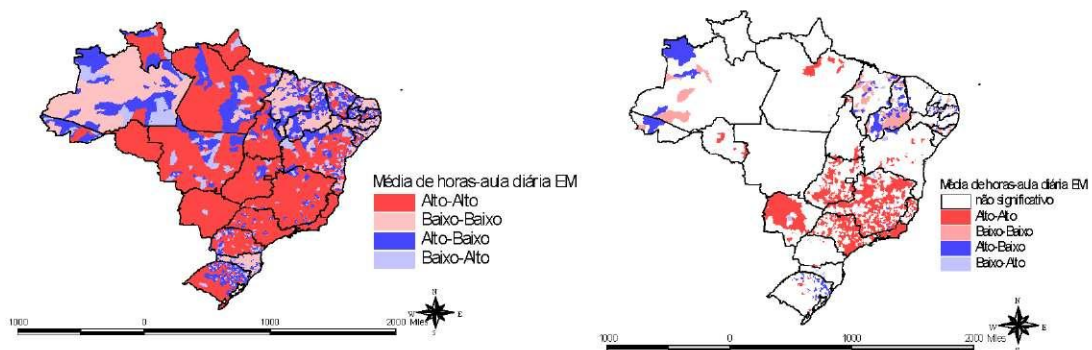 Média de horas-aula diária EM
Alto-Alto
Baixo-Baixo
Alto-Baixo
Baixo-Alto
N
W E
S
1000 0 1000 2000 Miles
Média de horas-aula diária EM
não significativo
Alto-Alto
Baixo-Baixo
Alto-Baixo
Baixo-Alto
N
W E
S
1000 0 1000 2000 Miles